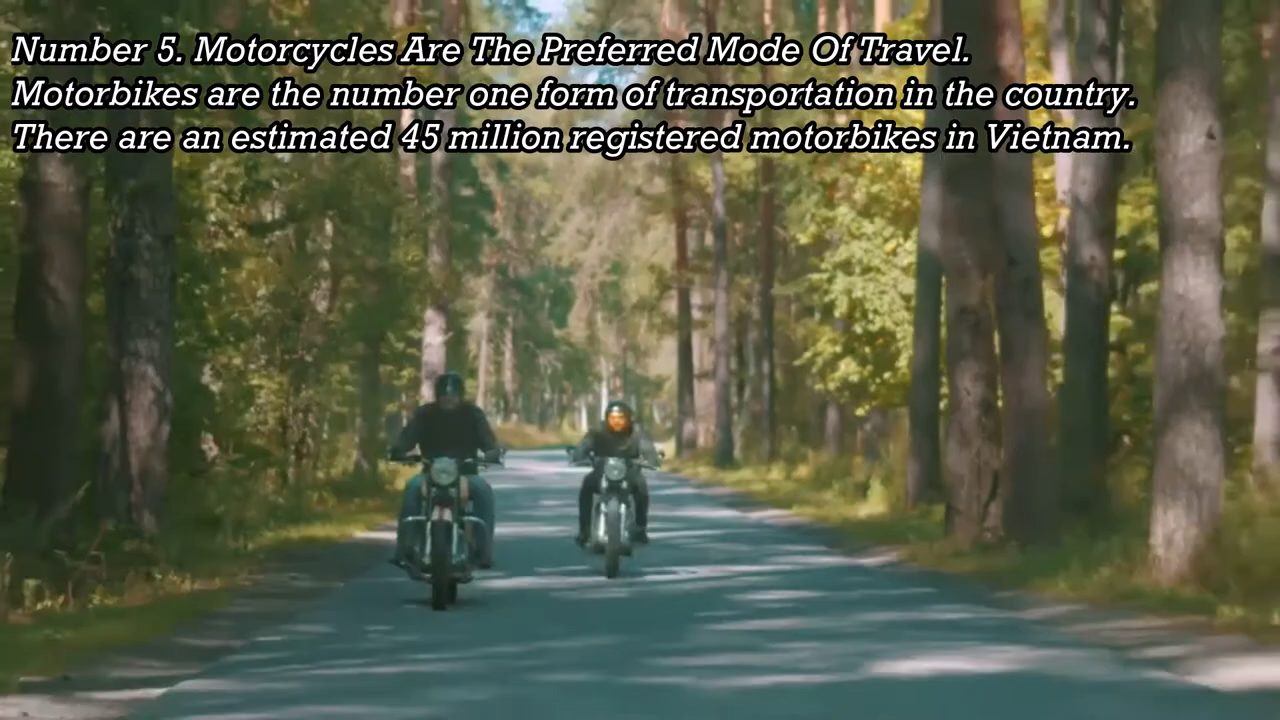 Number 5. Motorcycles Are The Preferred Mode Of Travel.
Motorbikes are the number one form of transportation in the country.
There are an estimated 45 million registered motorbikes in Vietnam.